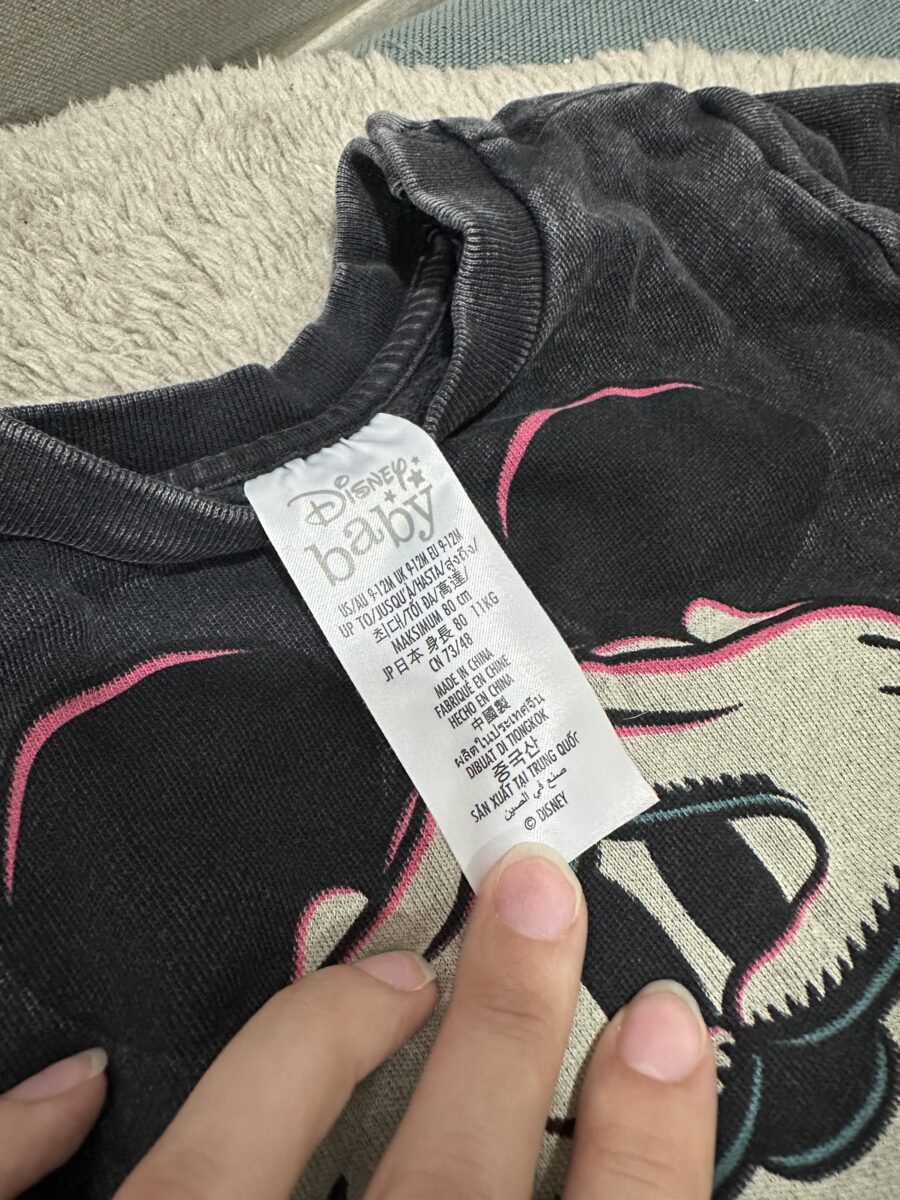 Disney
baby
US/AU 9-12M UK 9-12M EU 9-12M
UP TO/JUSQU'À/HASTA/สูงถึง/
최대/TỐI ĐA/高達/
MAKSIMUM 80 cm
JP日本 身長 80 11KG
CN 73/48
MADE IN CHINA
FABRIQUÉ EN CHINE
HECHO EN CHINA
中國製
ผลิตในประเทศจีน
DIBUAT DI TIONGKOK
중국산
SẢN XUẤT TẠI TRUNG QUỐC
صنع في الصين
© DISNEY